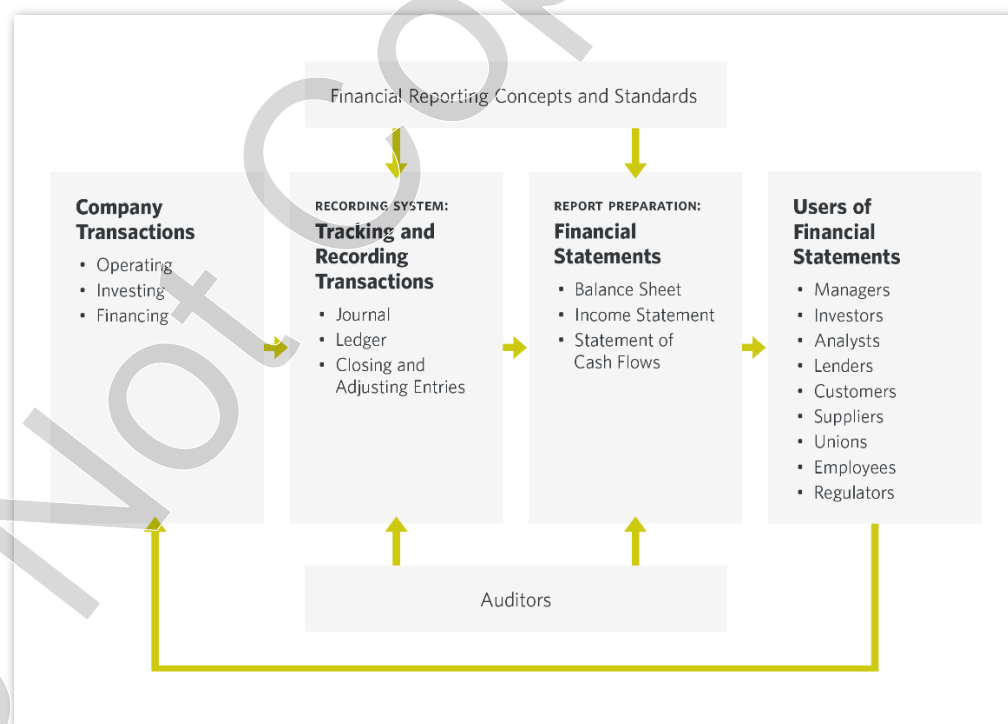 Financial Reporting Concepts and Standards
Company
Transactions
• Operating
• Investing
• Financing
RECORDING SYSTEM:
Tracking and
Recording
Transactions
• Journal
• Ledger
• Closing and
Adjusting Entries
REPORT PREPARATION:
Financial
Statements
• Balance Sheet
• Income Statement
• Statement of
Cash Flows
Users of
Financial
Statements
• Managers
• Investors
• Analysts
• Lenders
• Customers
• Suppliers
• Unions
• Employees
• Regulators
Auditors
Not Cop